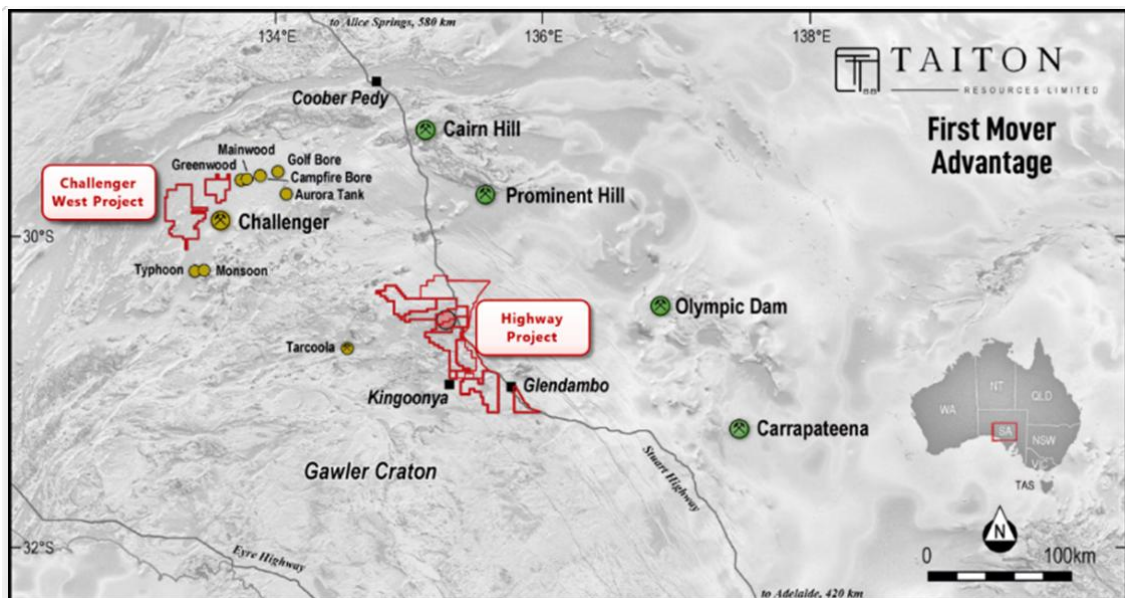 to Alice Springs, 580 km
134°E
136°E
138°E
TAITON
RESOURCES LIMITED
First Mover
Advantage
Coober Pedy
Cairn Hill
Mainwood
Golf Bore
Greenwood
Campfire Bore
Aurora Tank
Challenger
West Project
Prominent Hill
Challenger
30°S
Typhoon
Monsoon
Olympic Dam
Highway
Project
Tarcoola
Kingoonya
Glendambo
Carrapateena
Gawler Craton
Stuart Highway
WA
NT
QLD
SA
NSW
VIC
TAS
N
32°S
Eyre Highway
0
100km
to Adelaide, 420 km